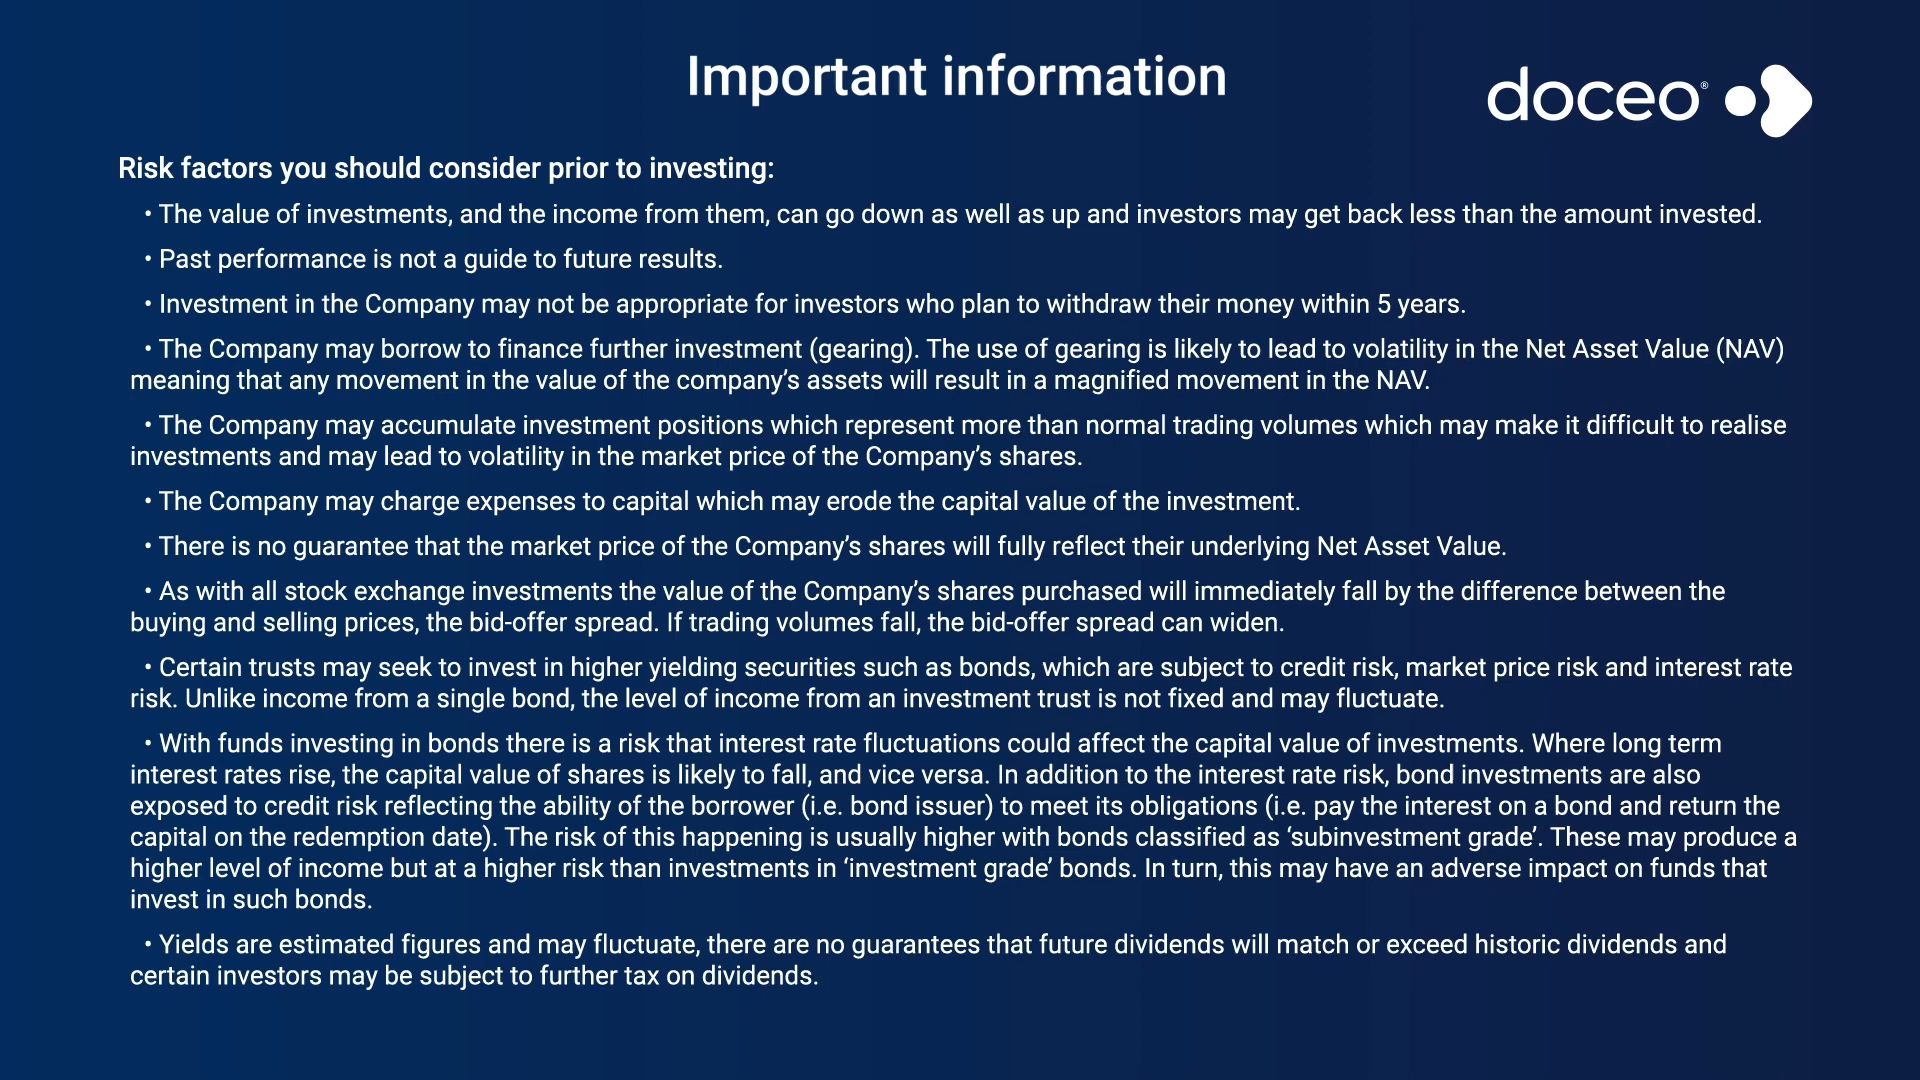 Important information
doceo®
Risk factors you should consider prior to investing:
• The value of investments, and the income from them, can go down as well as up and investors may get back less than the amount invested.
• Past performance is not a guide to future results.
• Investment in the Company may not be appropriate for investors who plan to withdraw their money within 5 years.
• The Company may borrow to finance further investment (gearing). The use of gearing is likely to lead to volatility in the Net Asset Value (NAV)
meaning that any movement in the value of the company’s assets will result in a magnified movement in the NAV.
• The Company may accumulate investment positions which represent more than normal trading volumes which may make it difficult to realise
investments and may lead to volatility in the market price of the Company’s shares.
• The Company may charge expenses to capital which may erode the capital value of the investment.
• There is no guarantee that the market price of the Company’s shares will fully reflect their underlying Net Asset Value.
• As with all stock exchange investments the value of the Company’s shares purchased will immediately fall by the difference between the
buying and selling prices, the bid-offer spread. If trading volumes fall, the bid-offer spread can widen.
• Certain trusts may seek to invest in higher yielding securities such as bonds, which are subject to credit risk, market price risk and interest rate
risk. Unlike income from a single bond, the level of income from an investment trust is not fixed and may fluctuate.
• With funds investing in bonds there is a risk that interest rate fluctuations could affect the capital value of investments. Where long term
interest rates rise, the capital value of shares is likely to fall, and vice versa. In addition to the interest rate risk, bond investments are also
exposed to credit risk reflecting the ability of the borrower (i.e. bond issuer) to meet its obligations (i.e. pay the interest on a bond and return the
capital on the redemption date). The risk of this happening is usually higher with bonds classified as ‘subinvestment grade’. These may produce a
higher level of income but at a higher risk than investments in ‘investment grade’ bonds. In turn, this may have an adverse impact on funds that
invest in such bonds.
• Yields are estimated figures and may fluctuate, there are no guarantees that future dividends will match or exceed historic dividends and
certain investors may be subject to further tax on dividends.